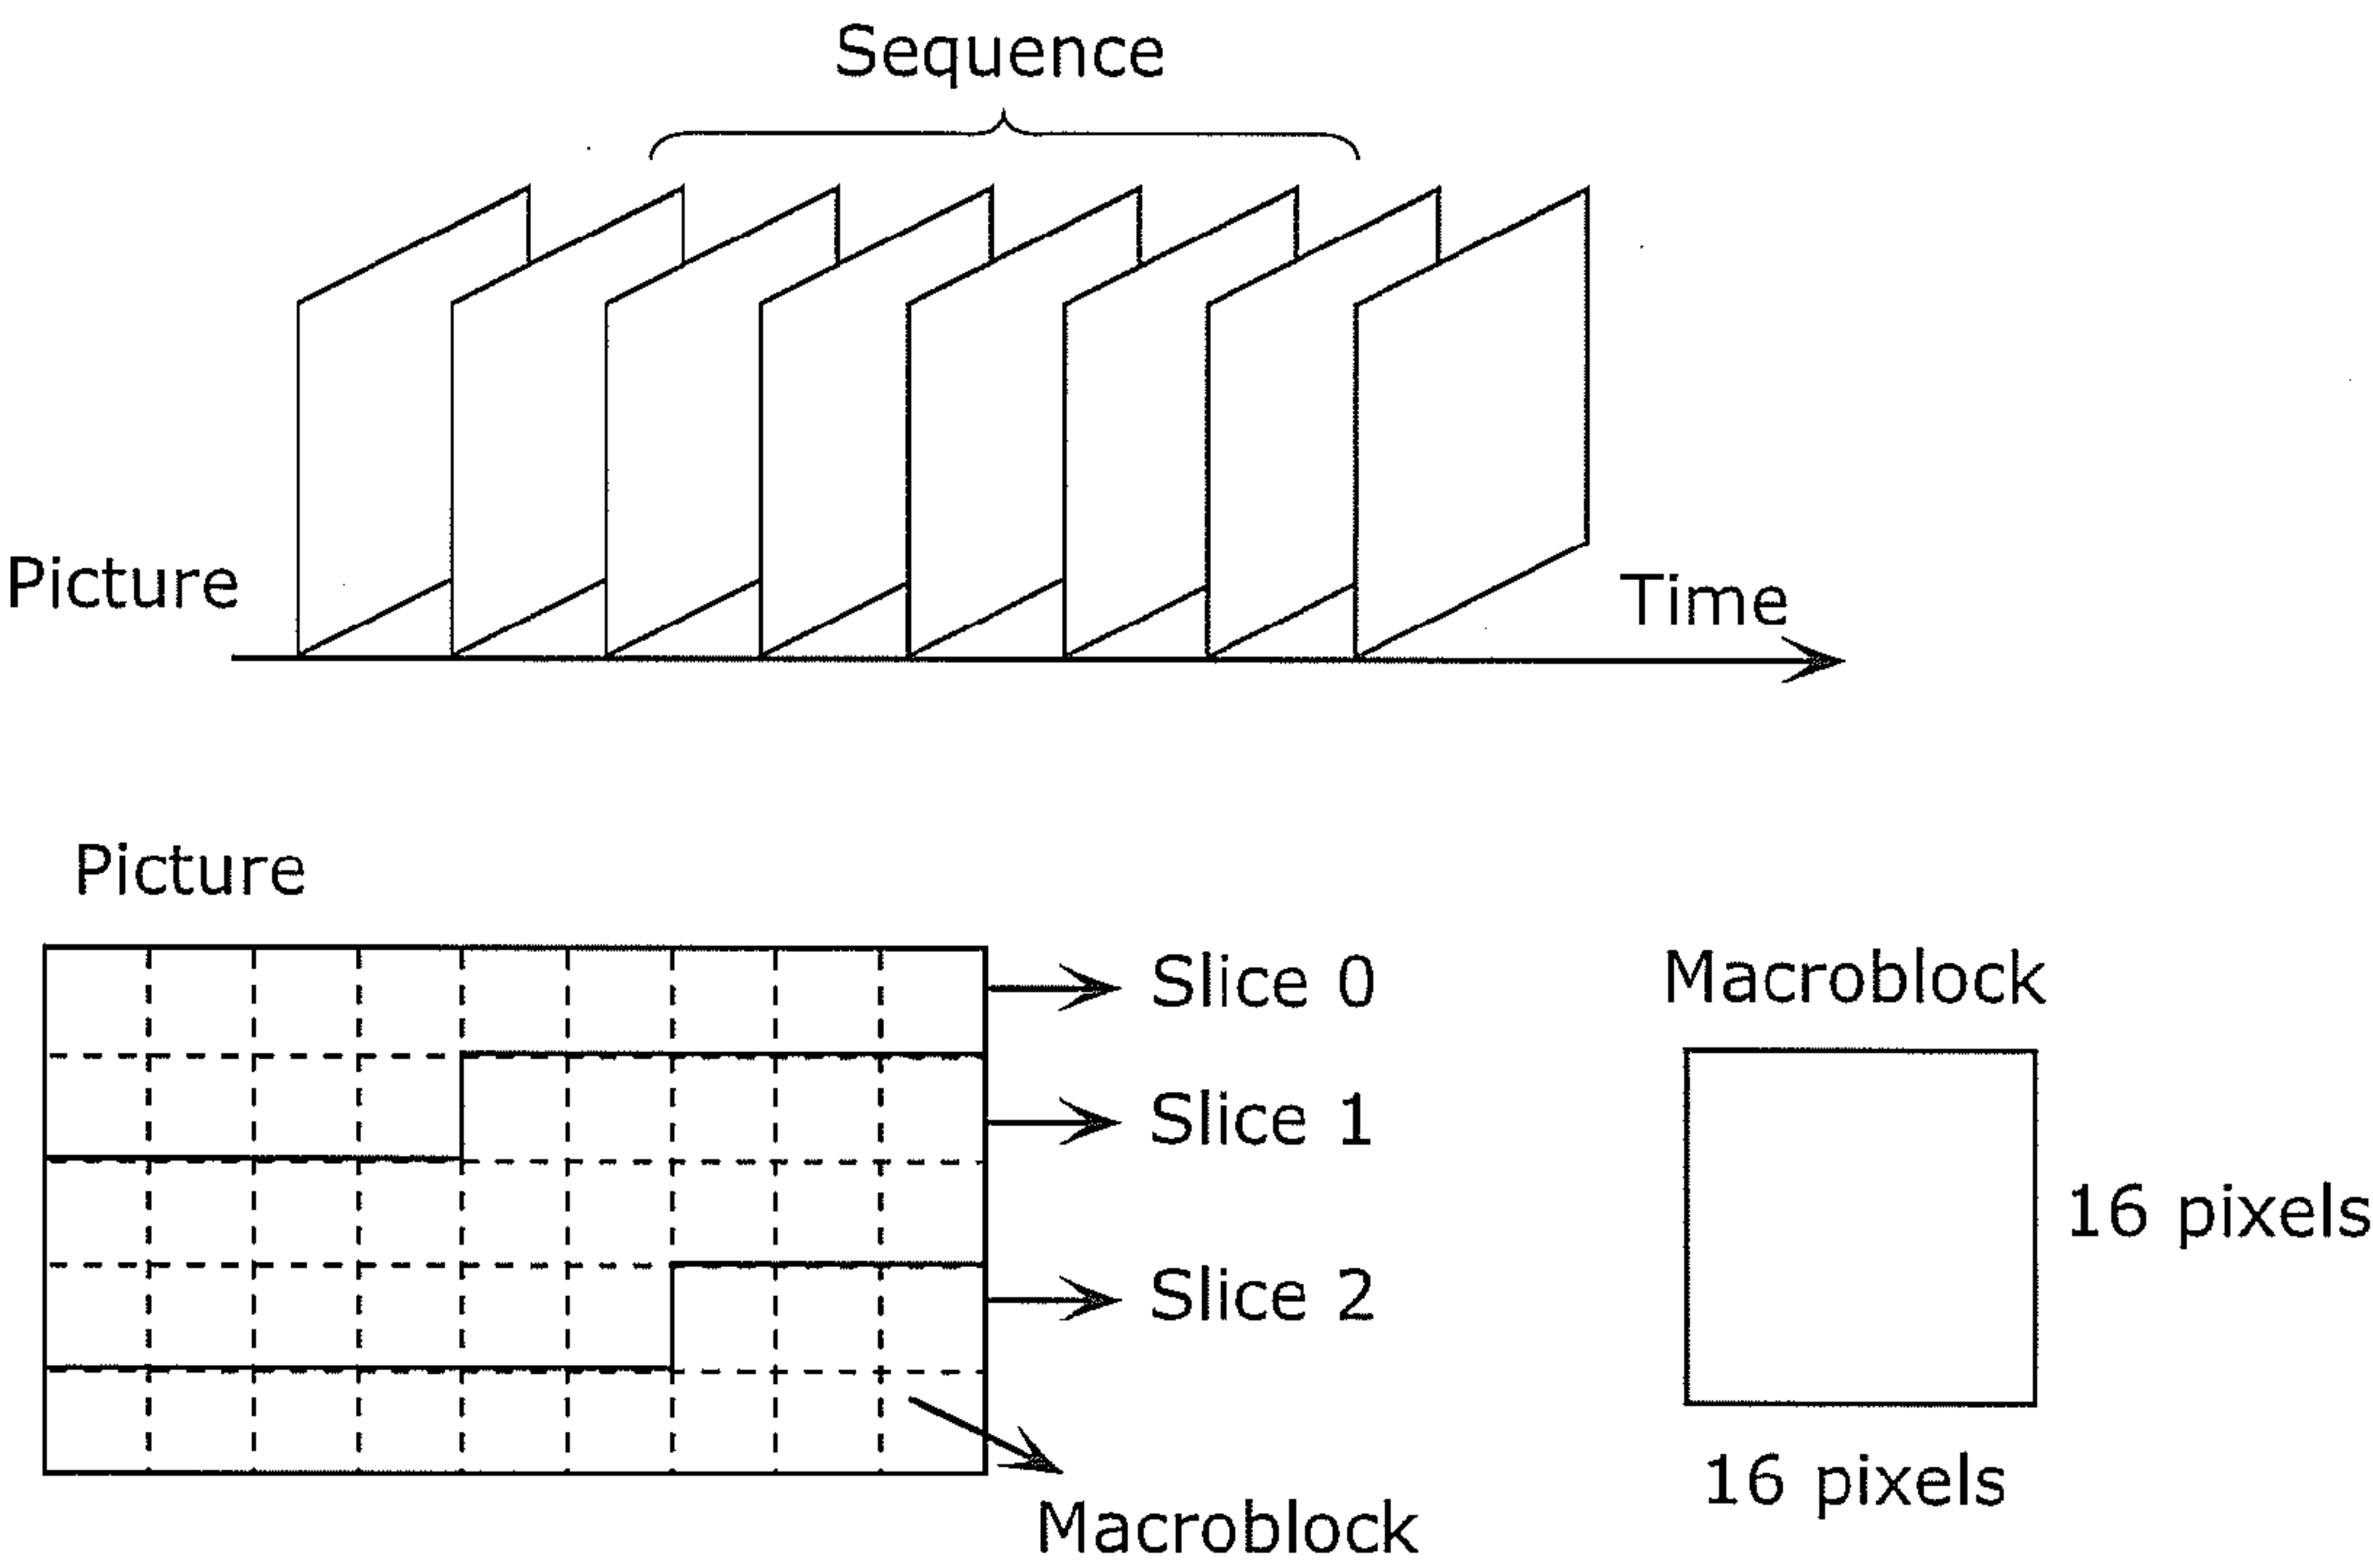 Sequence
Picture
Time
Picture
Slice 0
Slice 1
Slice 2
Macroblock
Macroblock
16 pixels
16 pixels